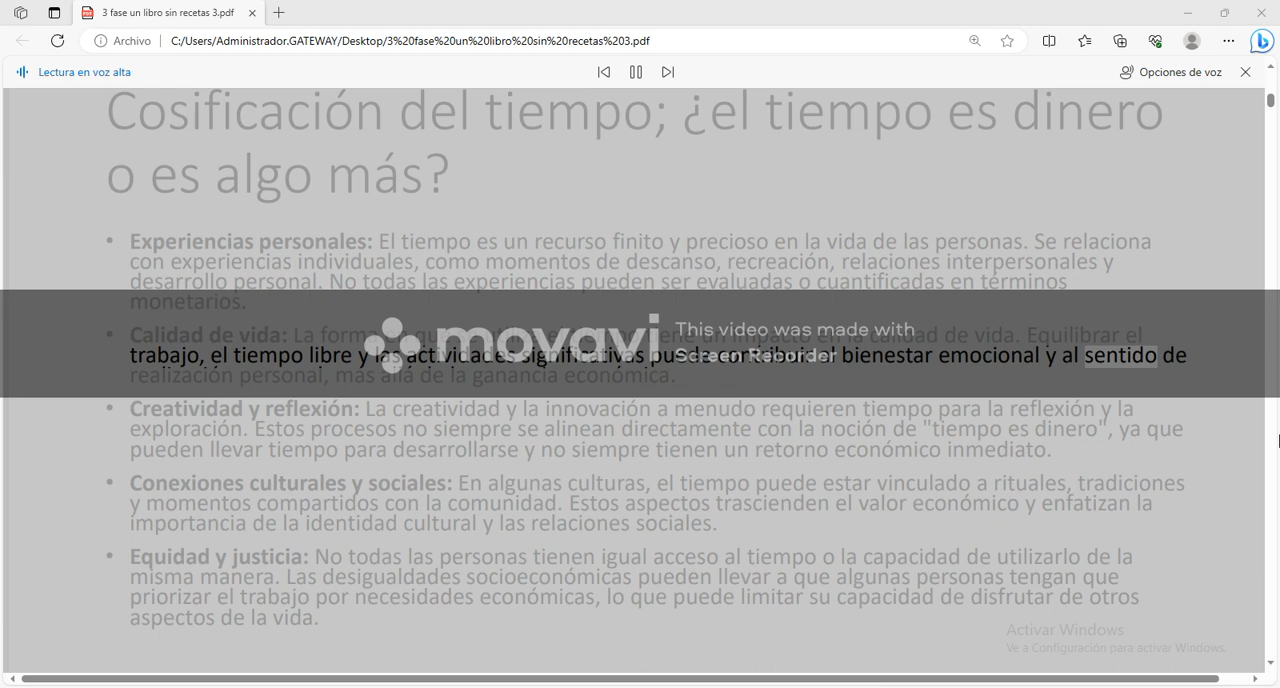 3 fase un libro sin recetas 3.pdf
Archivo
C:/Users/Administrador.GATEWAY/Desktop/3%20fase%20un%20libro%20sin%20recetas%203.pdf
Lectura en voz alta
Opciones de voz
Cosificación del tiempo; ¿el tiempo es dinero
o es algo más?
• Experiencias personales: El tiempo es un recurso finito y precioso en la vida de las personas. Se relaciona
con experiencias individuales, como momentos de descanso, recreación, relaciones interpersonales y
desarrollo personal. No todas las experiencias pueden ser evaluadas o cuantificadas en términos
monetarios.
• Calidad de vida: La forma en que impacto en la calidad de vida. Equilibrar el
trabajo, el tiempo libre y las actividades significativas puede contribuir al bienestar emocional y al sentido de
realización personal, más allá de la ganancia económica.
movavi
This video was made with
Screen Recorder
• Creatividad y reflexión: La creatividad y la innovación a menudo requieren tiempo para la reflexión y la
exploración. Estos procesos no siempre se alinean directamente con la noción de "tiempo es dinero", ya que
pueden llevar tiempo para desarrollarse y no siempre tienen un retorno económico inmediato.
• Conexiones culturales y sociales: En algunas culturas, el tiempo puede estar vinculado a rituales, tradiciones
y momentos compartidos con la comunidad. Estos aspectos trascienden el valor económico y enfatizan la
importancia de la identidad cultural y las relaciones sociales.
• Equidad y justicia: No todas las personas tienen igual acceso al tiempo o la capacidad de utilizarlo de la
misma manera. Las desigualdades socioeconómicas pueden llevar a que algunas personas tengan que
priorizar el trabajo por necesidades económicas, lo que puede limitar su capacidad de disfrutar de otros
aspectos de la vida.
Activar Windows
Ve a Configuración para activar Windows.